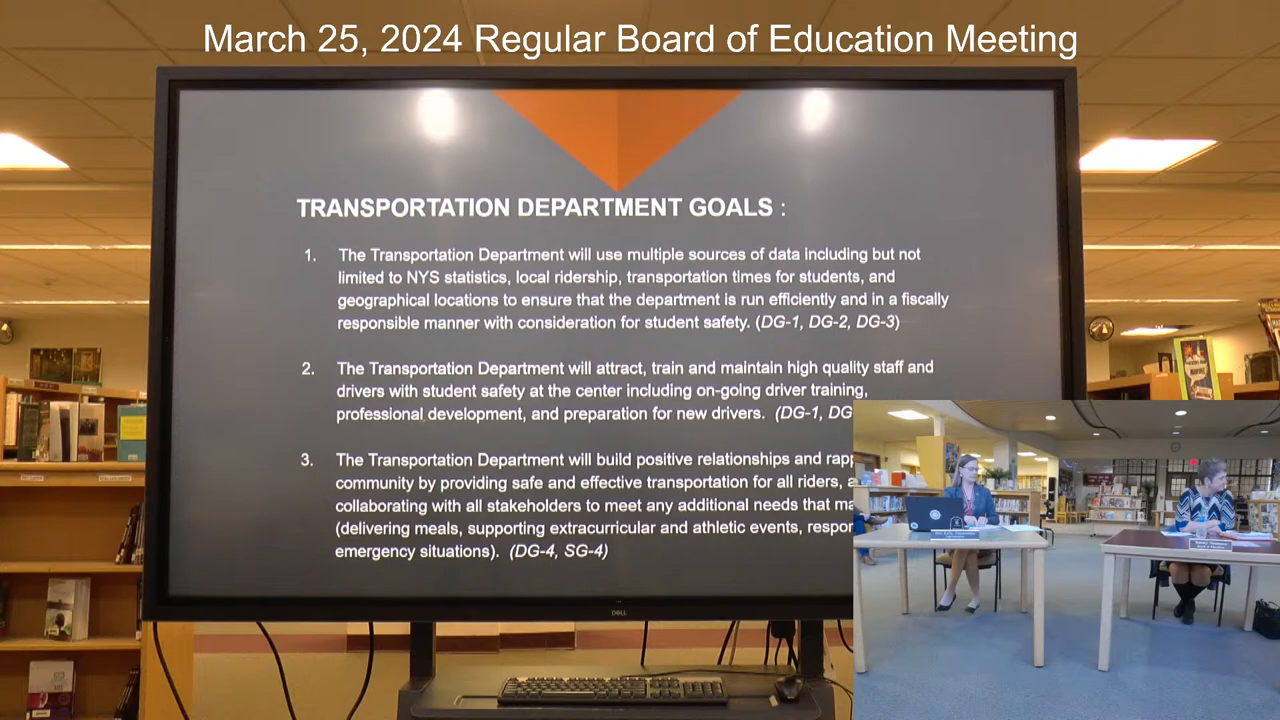 March 25, 2024 Regular Board of Education Meeting
TRANSPORTATION DEPARTMENT GOALS :
1. The Transportation Department will use multiple sources of data including but not
limited to NYS statistics, local ridership, transportation times for students, and
geographical locations to ensure that the department is run efficiently and in a fiscally
responsible manner with consideration for student safety. (DG-1, DG-2, DG-3)
2. The Transportation Department will attract, train and maintain high quality staff and
drivers with student safety at the center including on-going driver training,
professional development, and preparation for new drivers. (DG-1, DG
3. The Transportation Department will build positive relationships and rapp
community by providing safe and effective transportation for all riders, a
collaborating with all stakeholders to meet any additional needs that ma
(delivering meals, supporting extracurricular and athletic events, respon
emergency situations). (DG-4, SG-4)
DELL